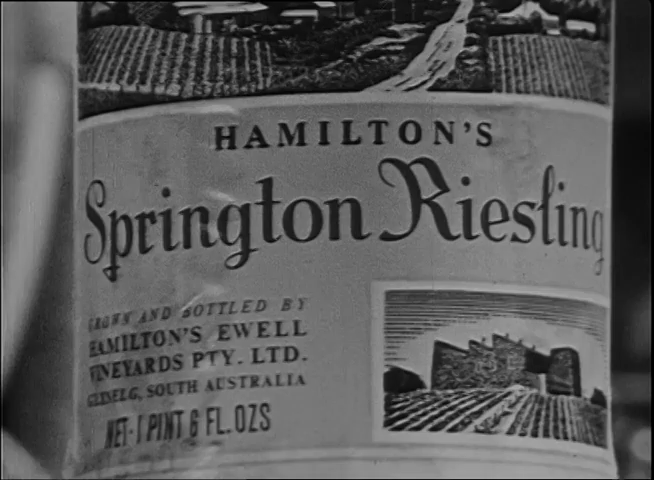 HAMILTON'S
Springton Riesling
GROWN AND BOTTLED BY
HAMILTON'S EWELL
VINEYARDS PTY. LTD.
GLENELG, SOUTH AUSTRALIA
NET. 1 PINT 6 FL. OZS